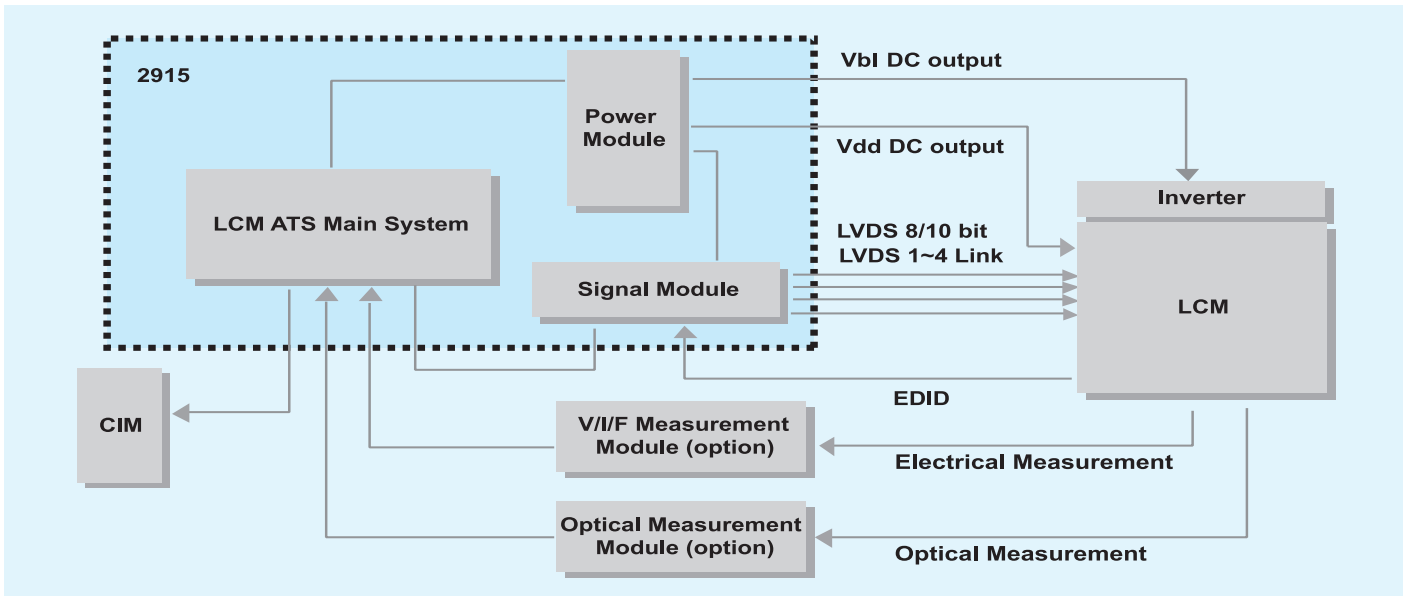 2915
Vbl DC output
Power
Module
Vdd DC output
LCM ATS Main System
Inverter
LVDS 8/10 bit
LVDS 1~4 Link
Signal Module
LCM
EDID
CIM
V/I/F Measurement
Module (option)
Electrical Measurement
Optical Measurement
Module (option)
Optical Measurement